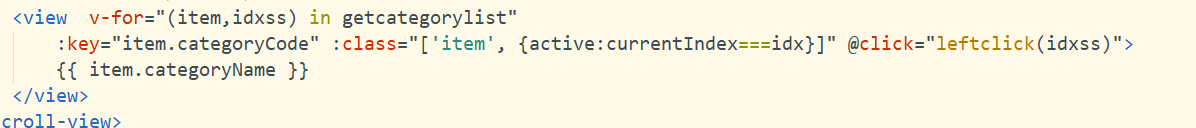 <view  v-for="(item,idxss) in getcategorylist"
:key="item.categoryCode" :class="['item', {active:currentIndex===idx}]" @click="leftclick(idxss)">
{{ item.categoryName }}
</view>
croll-view>